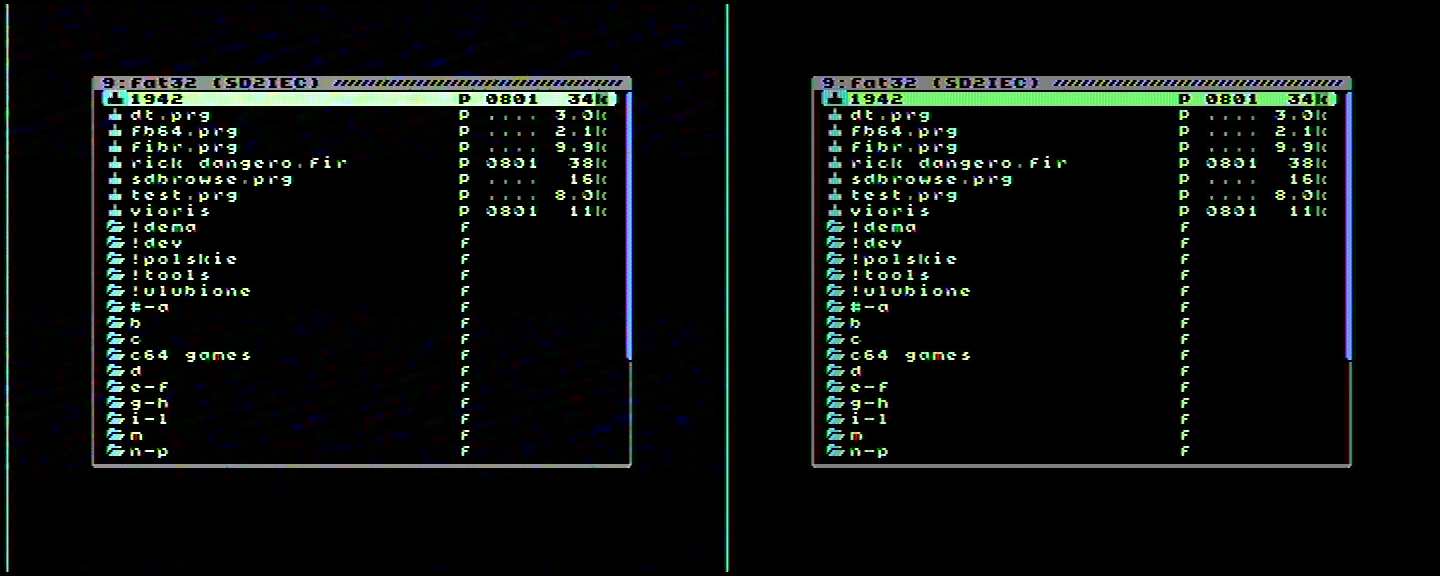 9:fat32 (SD2IEC)
1942 P 0801 34k
dt.prg P .... 3.0k
fb64.prg P .... 2.1k
fibr.prg P .... 9.9k
rick dangero.fir P 0801 38k
sdbrowse.prg P .... 16k
test.prg P .... 8.0k
vioris P 0801 11k
!dema F
!dev F
!polskie F
!tools F
!ulubione F
#-a F
b F
c F
c64 games F
d F
e-f F
g-h F
i-l F
m F
n-p F
9:fat32 (SD2IEC)
1942 P 0801 34k
dt.prg P .... 3.0k
fb64.prg P .... 2.1k
fibr.prg P .... 9.9k
rick dangero.fir P 0801 38k
sdbrowse.prg P .... 16k
test.prg P .... 8.0k
vioris P 0801 11k
!dema F
!dev F
!polskie F
!tools F
!ulubione F
#-a F
b F
c F
c64 games F
d F
e-f F
g-h F
i-l F
m F
n-p F